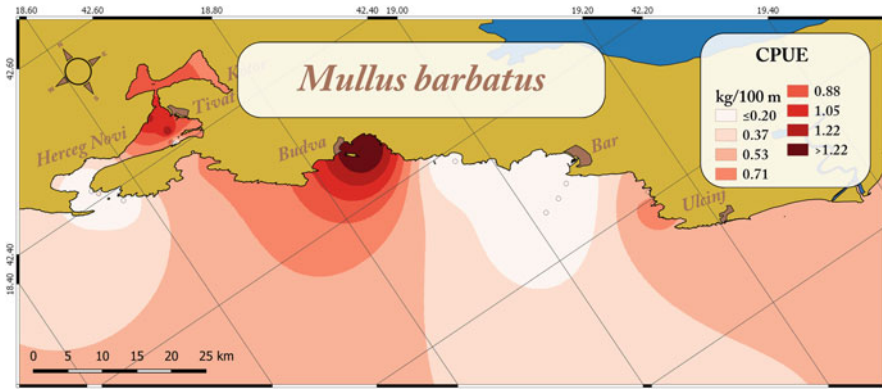 18.60 42.60 18.80 42.40 19.00 19.20 42.20 19.40
42.60
Mullus barbatus
CPUE
kg/100 m
≤0.20
0.37
0.53
0.71
0.88
1.05
1.22
>1.22
Kotor
Tivat
Herceg Novi
Budva
Bar
Ulcinj
42.40
18.40
0 5 10 15 20 25 km